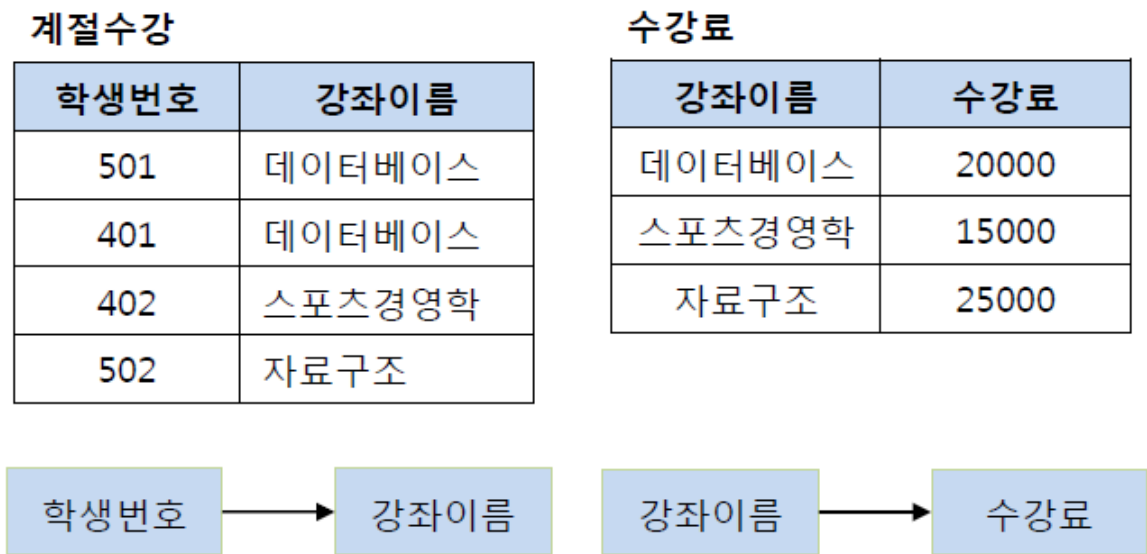 계절수강
학생번호 강좌이름
501 데이터베이스
401 데이터베이스
402 스포츠경영학
502 자료구조
수강료
강좌이름 수강료
데이터베이스 20000
스포츠경영학 15000
자료구조 25000
학생번호 강좌이름
강좌이름 수강료